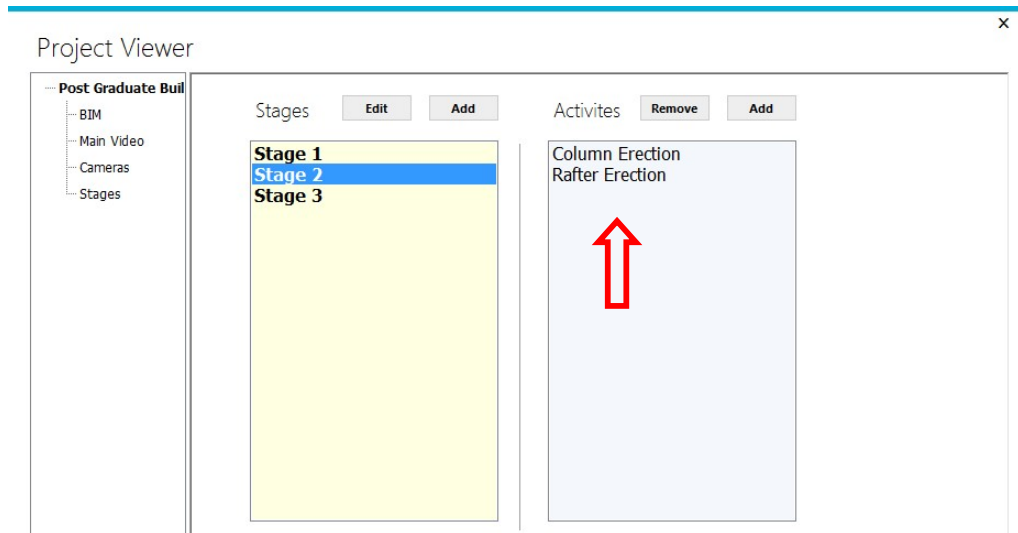 x
Project Viewer
Post Graduate Buil
BIM
Main Video
Cameras
Stages
Stages
Edit
Add
Stage 1
Stage 2
Stage 3
Activites
Remove
Add
Column Erection
Rafter Erection